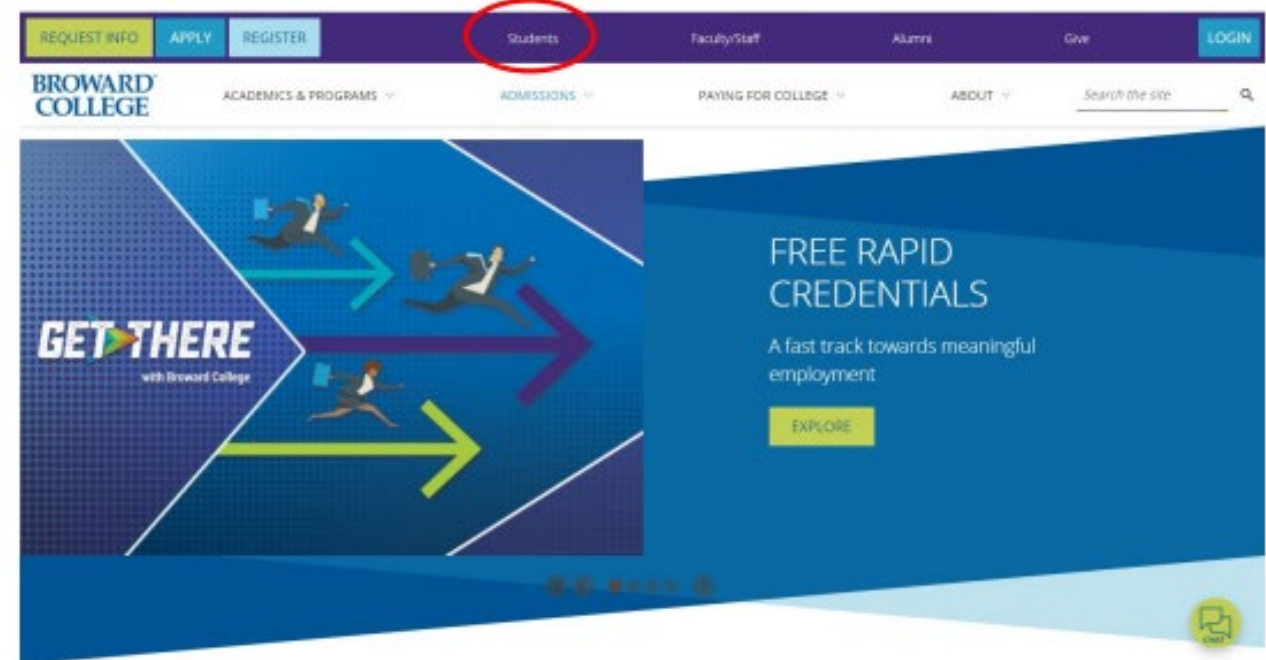 REQUEST INFO APPLY REGISTER Students Faculty/Staff Alumni Give LOGIN
BROWARD
COLLEGE
ACADEMICS & PROGRAMS ADMISSIONS PAYING FOR COLLEGE ABOUT Search the site
GET THERE
with Broward College
FREE RAPID
CREDENTIALS
A fast track towards meaningful
employment
EXPLORE
CHAT